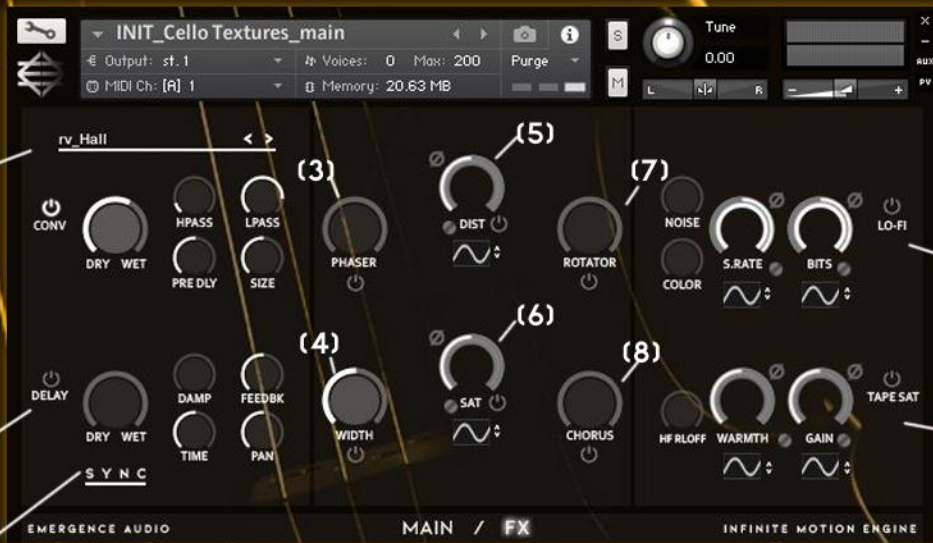 INIT_Cello Textures_main
Tune
Output: st. 1
Voices: 0 Max: 200
Purge
S
0.00
MIDI Ch: [A] 1
Memory: 20.63 MB
M
L R
- +
×
-
AUX
PV
rv_Hall < >
(3)
(5)
(7)
CONV
DRY WET
HPASS
LPASS
PRE DLY
SIZE
PHASER
DIST
ROTATOR
NOISE
COLOR
S.RATE
BITS
LO-FI
(4)
(6)
(8)
DELAY
DRY WET
DAMP
FEEDBK
TIME
PAN
SYNC
WIDTH
SAT
CHORUS
HF RLOFF
WARMTH
GAIN
TAPE SAT
EMERGENCE AUDIO
MAIN / FX
INFINITE MOTION ENGINE